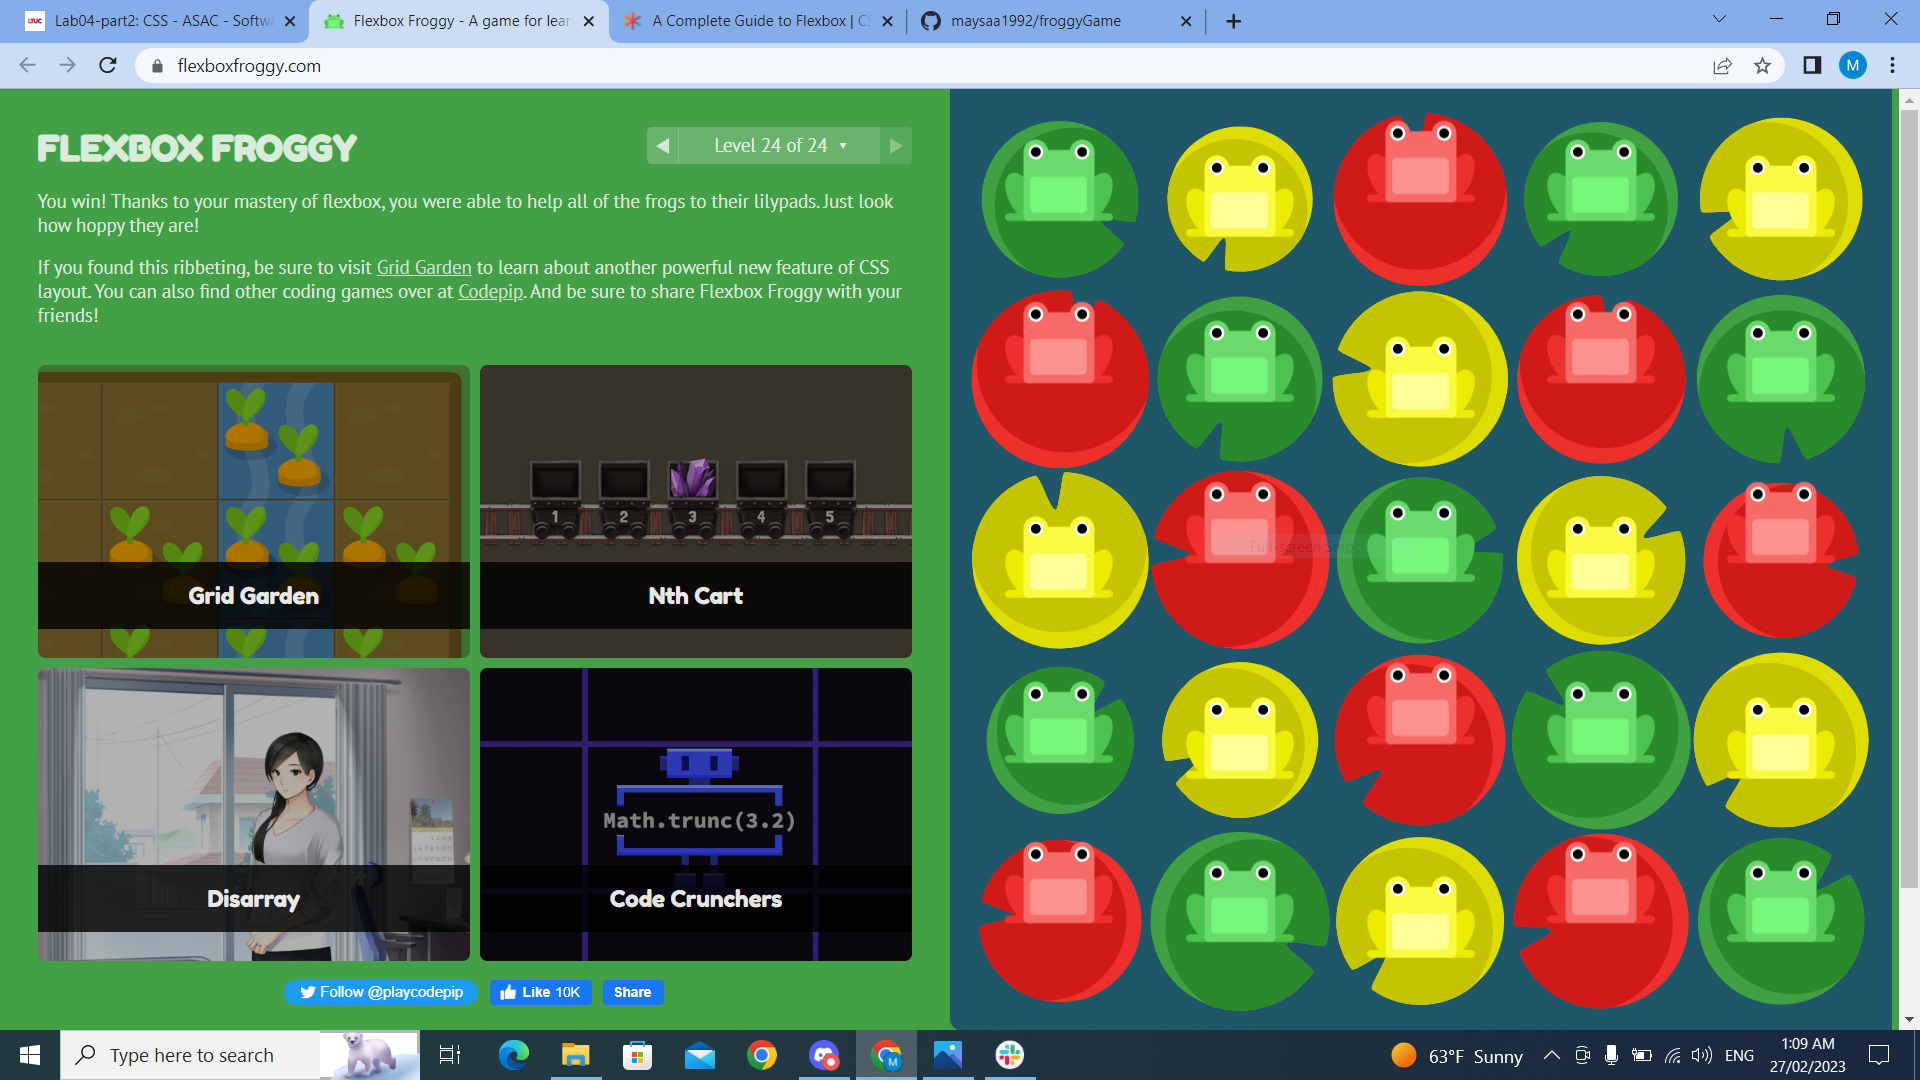 Lab04-part2: CSS - ASAC - Softw
Flexbox Froggy - A game for lear
A Complete Guide to Flexbox | CS
maysaa1992/froggyGame
flexboxfroggy.com
M
FLEXBOX FROGGY
Level 24 of 24
You win! Thanks to your mastery of flexbox, you were able to help all of the frogs to their lilypads. Just look
how hoppy they are!
If you found this ribbeting, be sure to visit Grid Garden to learn about another powerful new feature of CSS
layout. You can also find other coding games over at Codepip. And be sure to share Flexbox Froggy with your
friends!
1 2 3 4 5
Grid Garden
Nth Cart
Full-screen Snip
Math.trunc(3.2)
Disarray
Code Crunchers
Follow @playcodepip
Like 10K
Share
Type here to search
M
63°F Sunny
ENG
1:09 AM
27/02/2023